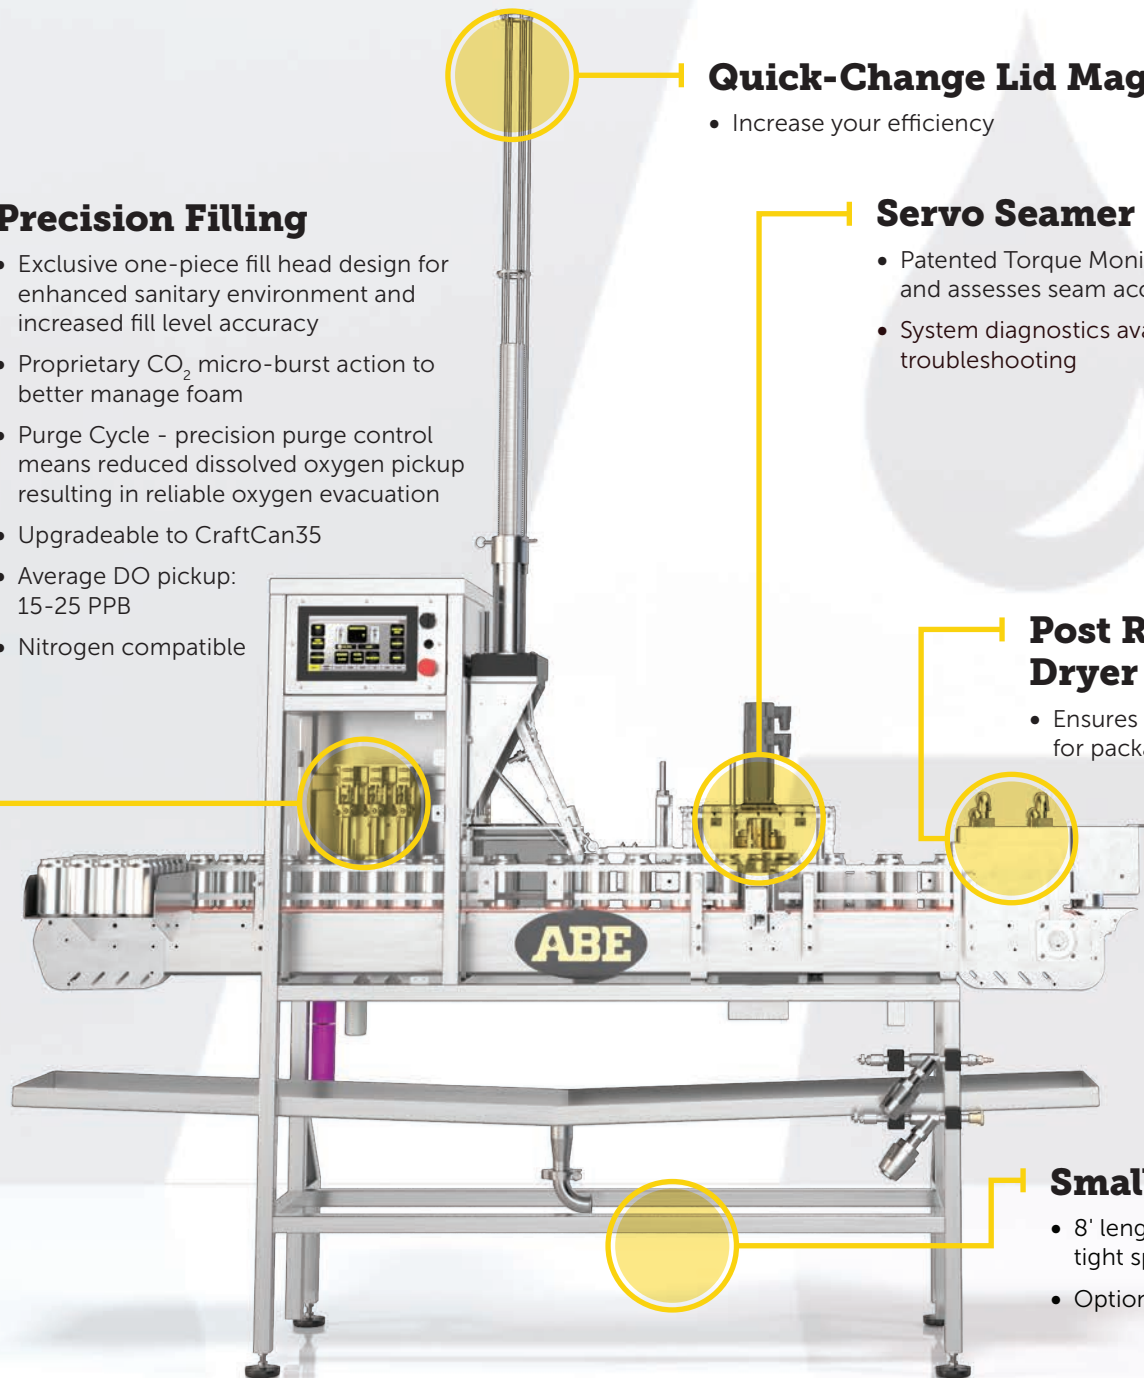 Quick-Change Lid Mag
• Increase your efficiency
Precision Filling
• Exclusive one-piece fill head design for
enhanced sanitary environment and
increased fill level accuracy
• Proprietary CO₂ micro-burst action to
better manage foam
• Purge Cycle - precision purge control
means reduced dissolved oxygen pickup
resulting in reliable oxygen evacuation
• Upgradeable to CraftCan35
• Average DO pickup:
15-25 PPB
• Nitrogen compatible
Servo Seamer
• Patented Torque Moni
and assesses seam acc
• System diagnostics ava
troubleshooting
Post R
Dryer
• Ensures
for packa
ABE
Small
• 8' leng
tight sp
• Option